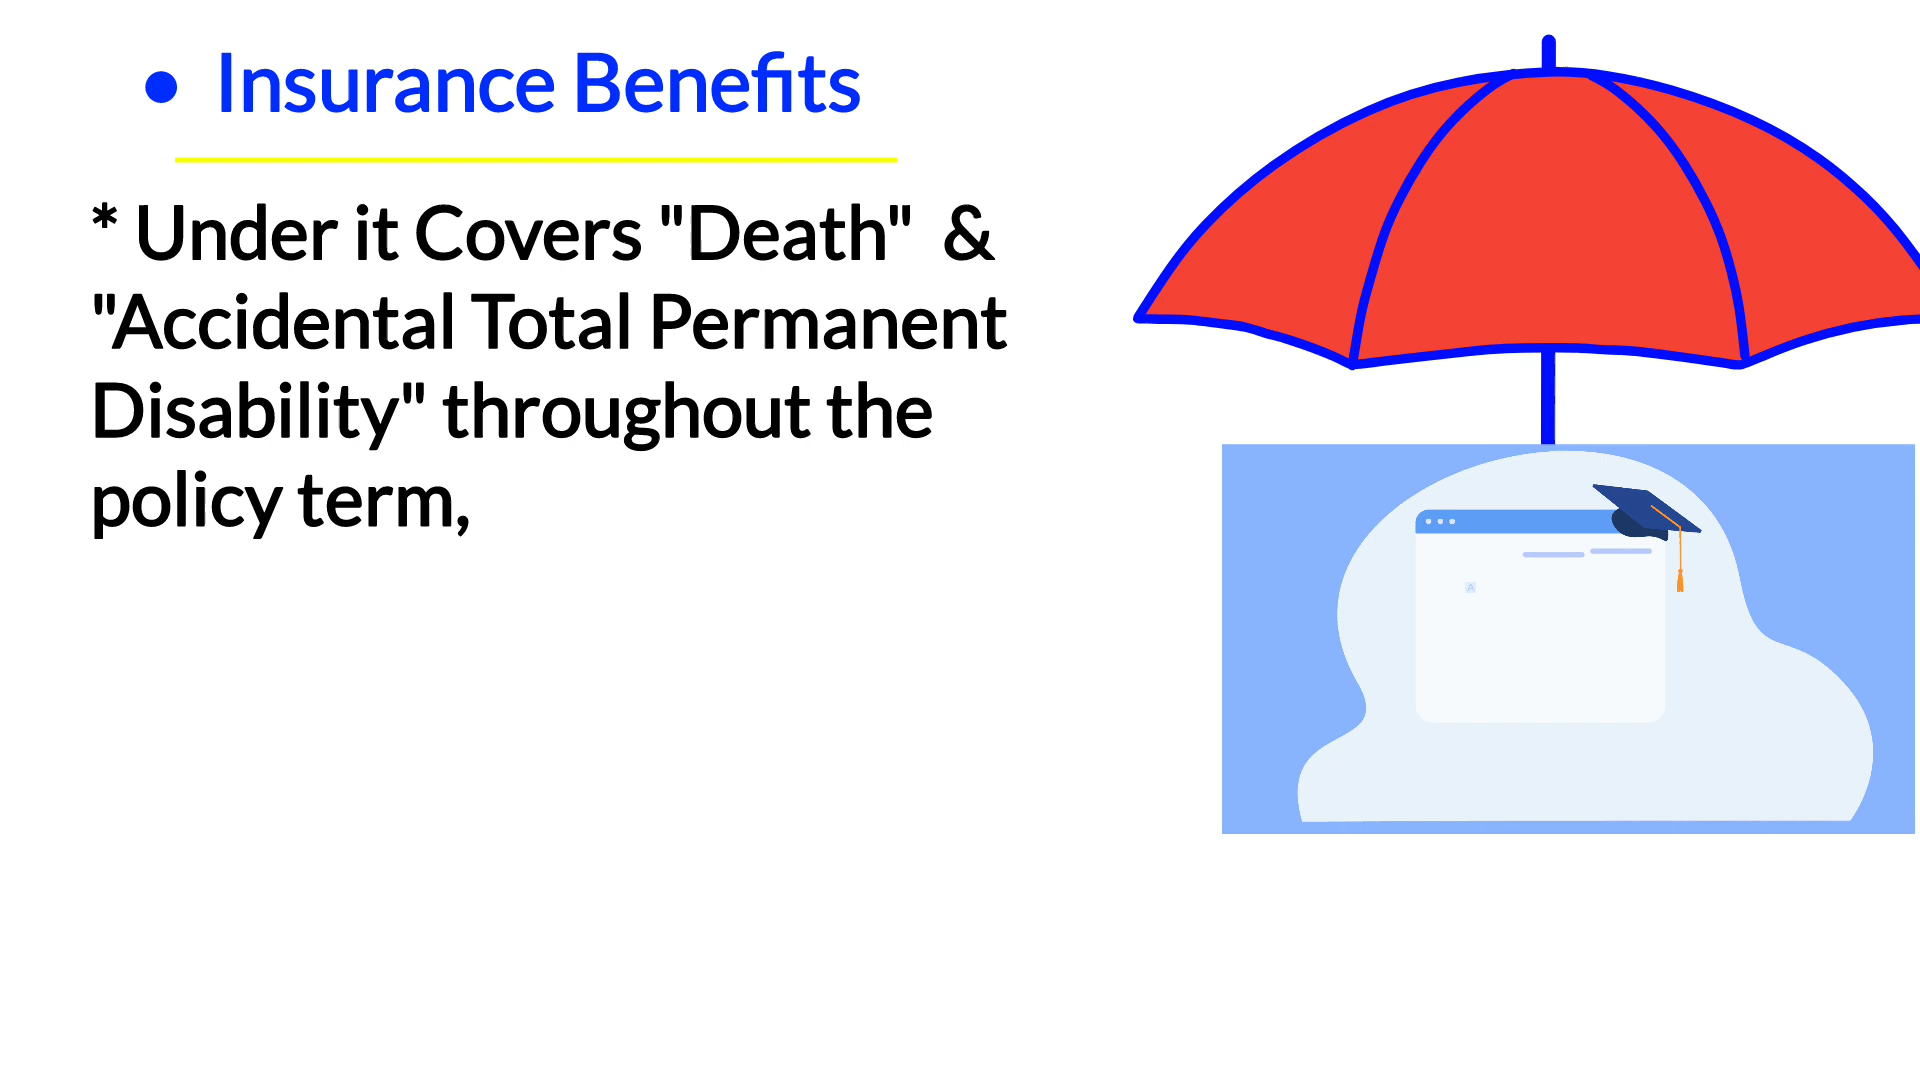 • Insurance Benefits
* Under it Covers "Death"  &
"Accidental Total Permanent
Disability" throughout the
policy term,